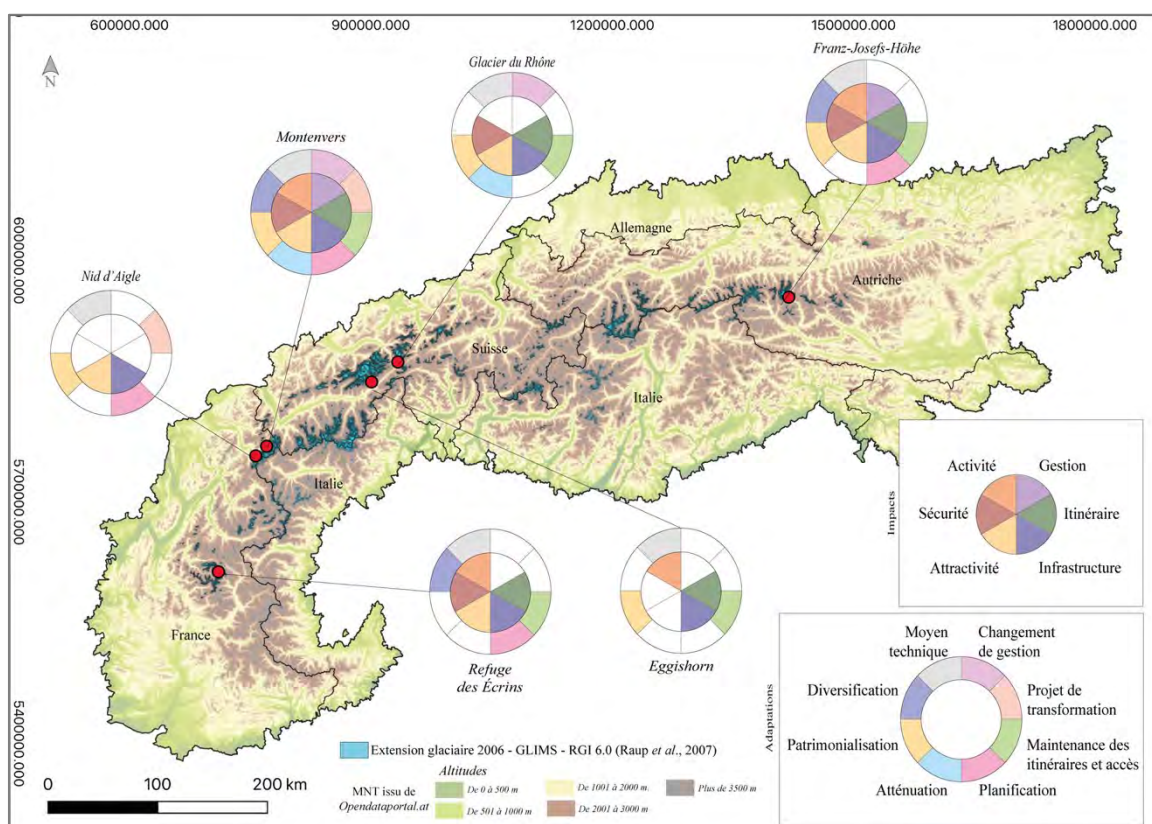 600000.000
900000.000
1200000.000
1500000.000
1800000.000
N
Glacier du Rhône
Franz-Josefs-Höhe
Montenvers
Nid d'Aigle
6000000.000
5700000.000
5400000.000
Allemagne
Autriche
Suisse
Italie
Italie
France
Refuge
des Écrins
Eggishorn
Impacts
Activité
Gestion
Sécurité
Itinéraire
Attractivité
Infrastructure
Adaptations
Moyen
technique
Changement
de gestion
Diversification
Projet de
transformation
Patrimonialisation
Maintenance des
itinéraires et accès
Atténuation
Planification
Extension glaciaire 2006 - GLIMS - RGI 6.0 (Raup et al., 2007)
Altitudes
MNT issu de
Opendataportal.at
De 0 à 500 m
De 501 à 1000 m
De 1001 à 2000 m.
De 2001 à 3000 m
Plus de 3500 m
0 100 200 km